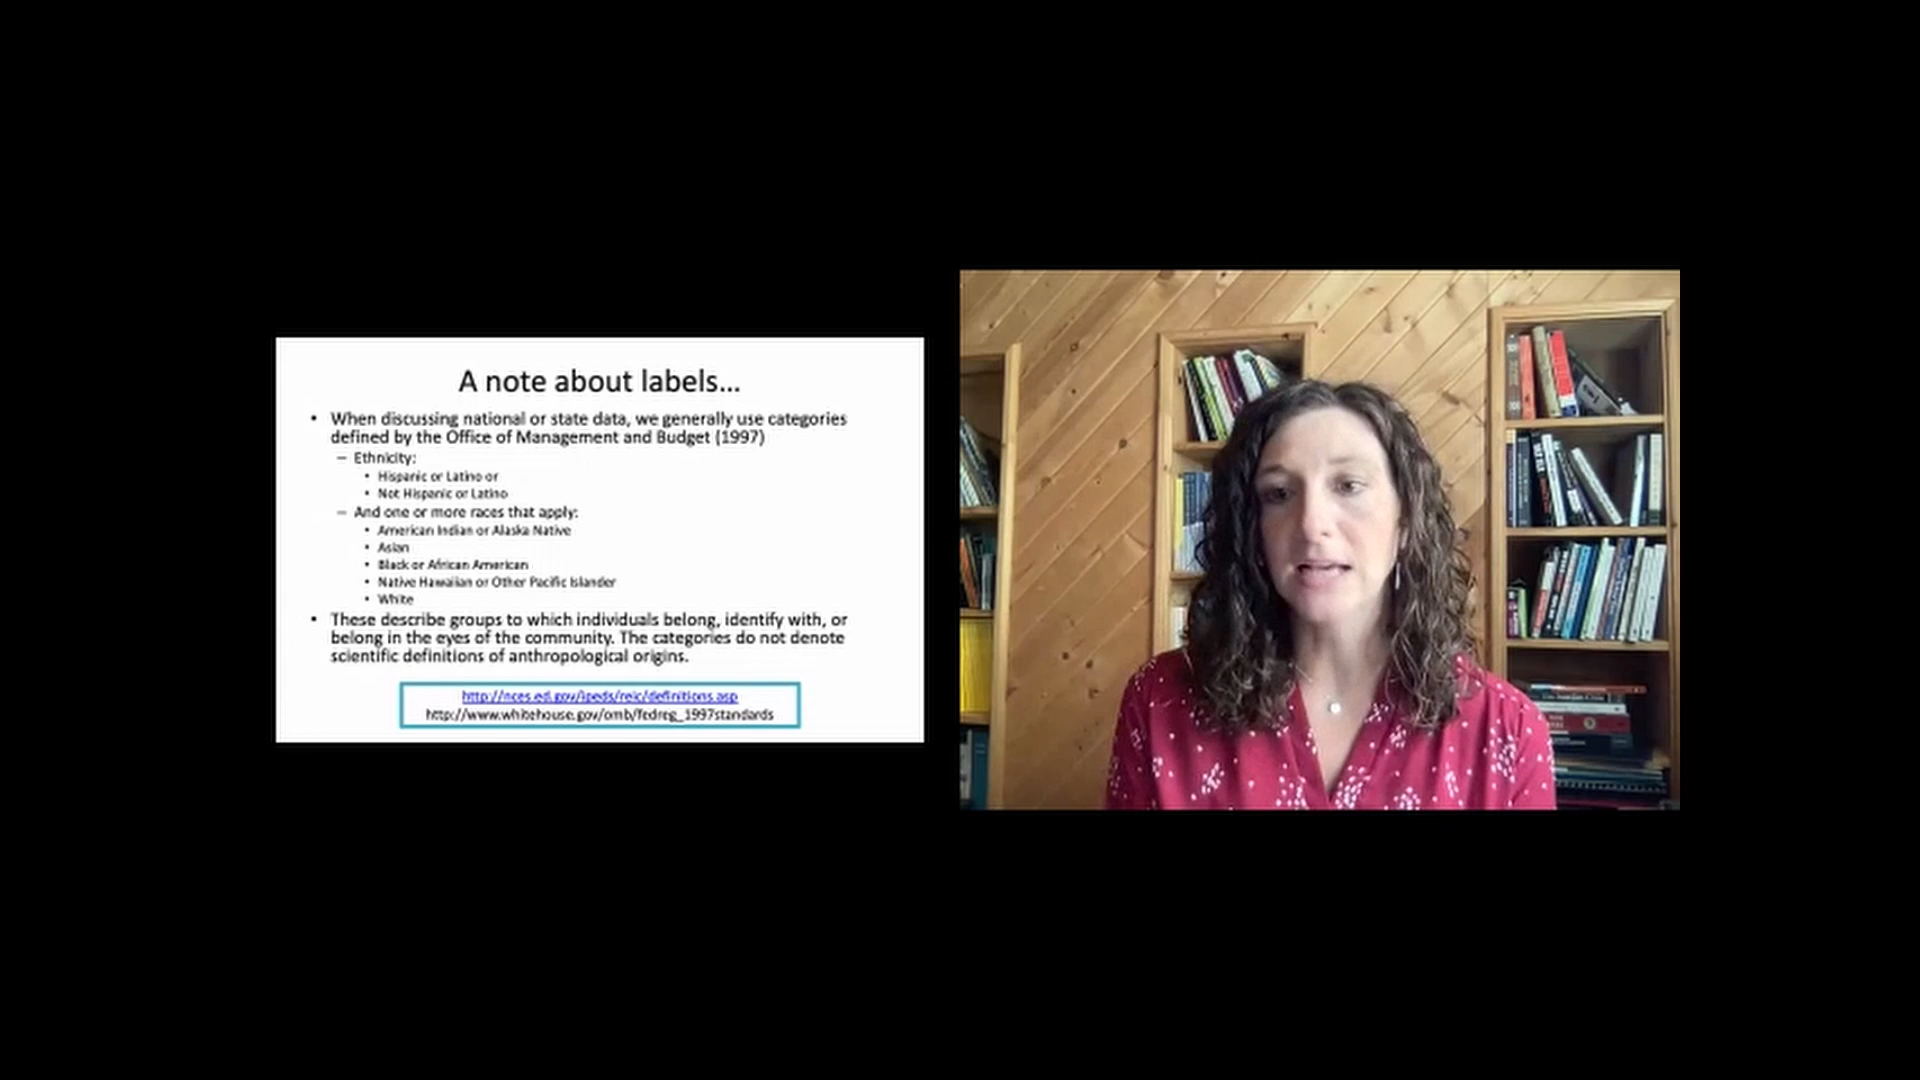 A note about labels...
• When discussing national or state data, we generally use categories
defined by the Office of Management and Budget (1997)
– Ethnicity:
• Hispanic or Latino or
• Not Hispanic or Latino
– And one or more races that apply:
• American Indian or Alaska Native
• Asian
• Black or African American
• Native Hawaiian or Other Pacific Islander
• White
• These describe groups to which individuals belong, identify with, or
belong in the eyes of the community. The categories do not denote
scientific definitions of anthropological origins.
http://nces.ed.gov/ipeds/reic/definitions.asp
http://www.whitehouse.gov/omb/fedreg_1997standards